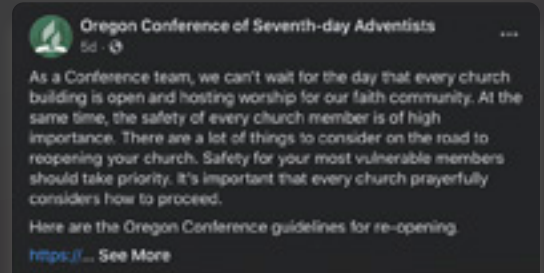 Oregon Conference of Seventh-day Adventists
5d ·
As a Conference team, we can't wait for the day that every church
building is open and hosting worship for our faith community. At the
same time, the safety of every church member is of high
importance. There are a lot of things to consider on the road to
reopening your church. Safety for your most vulnerable members
should take priority. It's important that every church prayerfully
considers how to proceed.
Here are the Oregon Conference guidelines for re-opening.
https://... See More